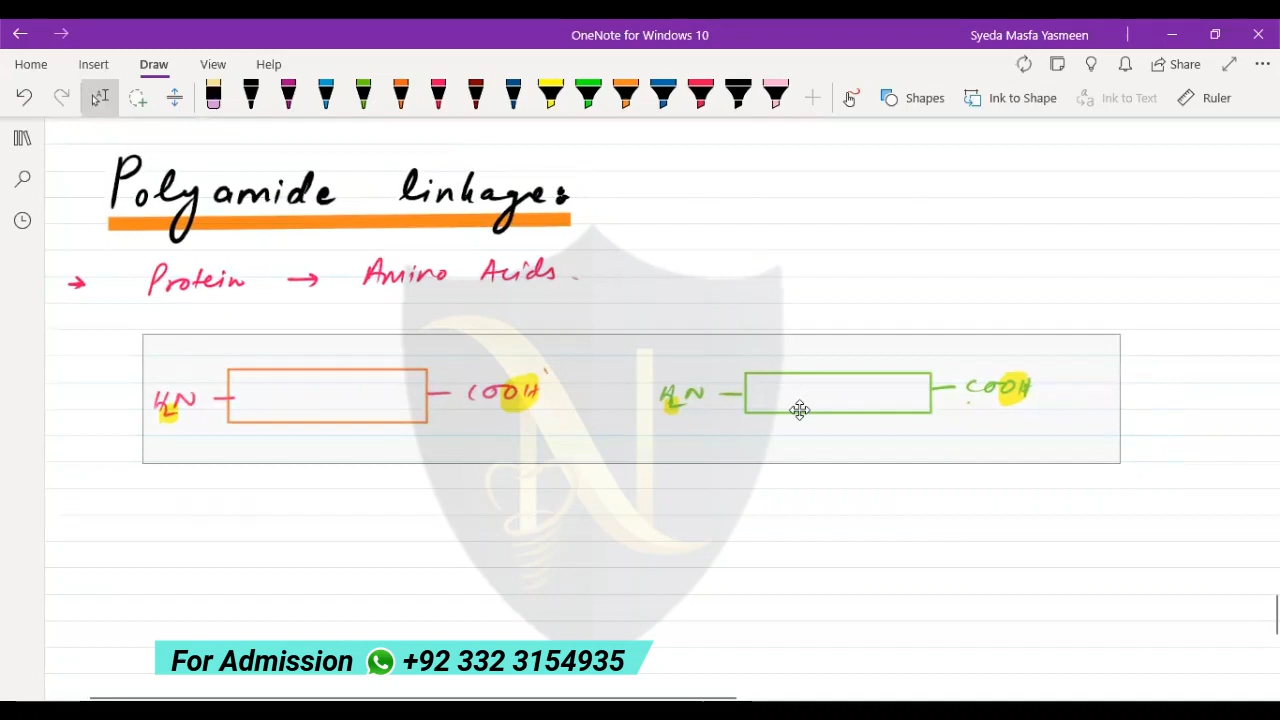 OneNote for Windows 10
Syeda Masfa Yasmeen
Home Insert Draw View Help
Share
Shapes Ink to Shape Ink to Text Ruler
Polyamide linkages
→ Protein → Amino Acids.
H2N COOH H2N COOH
For Admission +92 332 3154935